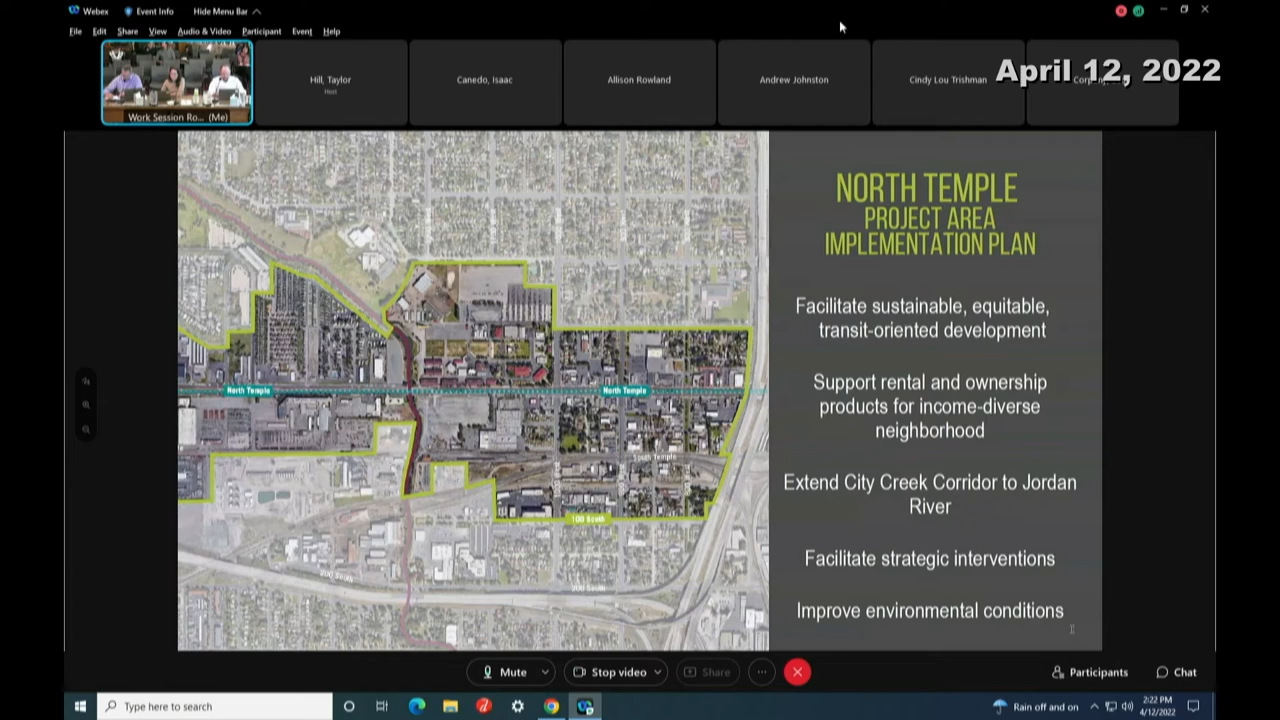 Webex
Event Info
Hide Menu Bar
File Edit Share View Audio & Video Participant Event Help
Work Session Ro... (Me)
Hill, Taylor
Host
Canedo, Isaac
Allison Rowland
Andrew Johnston
Cindy Lou Trishman
April 12, 2022
NORTH TEMPLE
PROJECT AREA
IMPLEMENTATION PLAN
Facilitate sustainable, equitable,
transit-oriented development
Support rental and ownership
products for income-diverse
neighborhood
Extend City Creek Corridor to Jordan
River
Facilitate strategic interventions
Improve environmental conditions
North Temple
North Temple
South Temple
100 South
200 South
200 South
Mute
Stop video
Share
Participants
Chat
Type here to search
Rain off and on
2:22 PM
4/12/2022